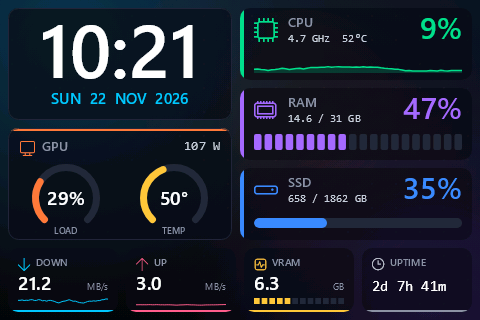 10:21
SUN 22 NOV 2026
GPU
107 W
29%
LOAD
50°
TEMP
CPU
4.7 GHz 52°C
9%
RAM
14.6 / 31 GB
47%
SSD
658 / 1862 GB
35%
DOWN
21.2 MB/s
UP
3.0 MB/s
VRAM
6.3 GB
UPTIME
2d 7h 41m